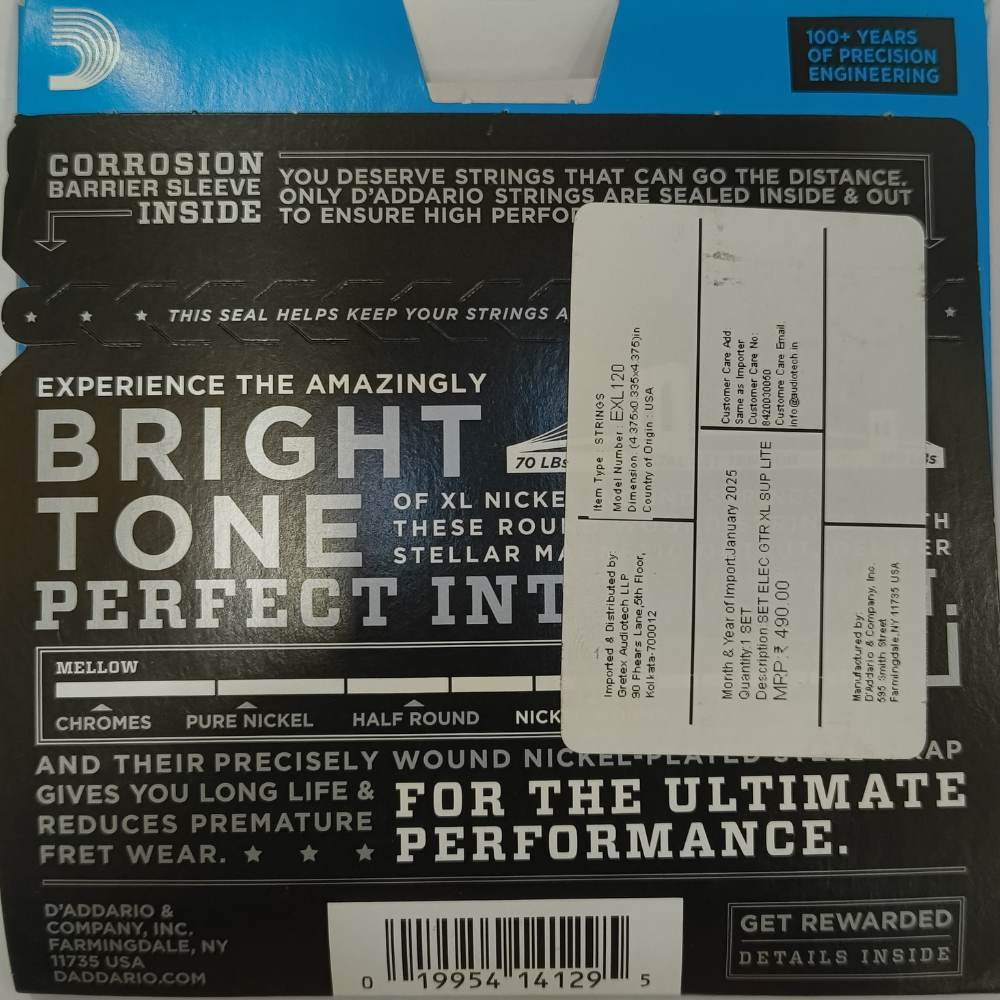 100+ YEARS
OF PRECISION
ENGINEERING
CORROSION
BARRIER SLEEVE
INSIDE
YOU DESERVE STRINGS THAT CAN GO THE DISTANCE.
ONLY D'ADDARIO STRINGS ARE SEALED INSIDE & OUT
TO ENSURE HIGH
THIS SEAL HELPS KEEP YOUR STRINGS
EXPERIENCE THE AMAZINGLY
BRIGHT
TONE
70 LBs
OF XL
THESE
STELLAR
PERFECT
MELLOW
CHROMES
PURE NICKEL
HALF ROUND
AND THEIR PRECISELY WOUND NICKEL-PLATED STEEL WRAP
GIVES YOU LONG LIFE &
REDUCES PREMATURE
FRET WEAR.
FOR THE ULTIMATE
PERFORMANCE.
D'ADDARIO &
COMPANY, INC.
FARMINGDALE, NY
11735 USA
DADDARIO.COM
0 19954 14129 5
GET REWARDED
DETAILS INSIDE
Item Type : STRINGS
Model Number : EXL120
Dimension: (4.375x0.335x4.375)in
Country of Origin : USA
Imported & Distributed by:
Gretex Audiotech LLP
90 Phears Lane,5th Floor,
Kolkata-700012
Customer Care Add
Same as Importer
Customer Care No:
8420030050
Customre Care Email.
info@audiotech.in
Month & Year of Import:January 2025
Quantity:1 SET
Description SET ELEC GTR XL SUP LITE
MRP:₹ 490.00
Manufactured by:
D'Addario & Company, Inc.
595 Smith Street
Farmingdale,NY 11735 USA